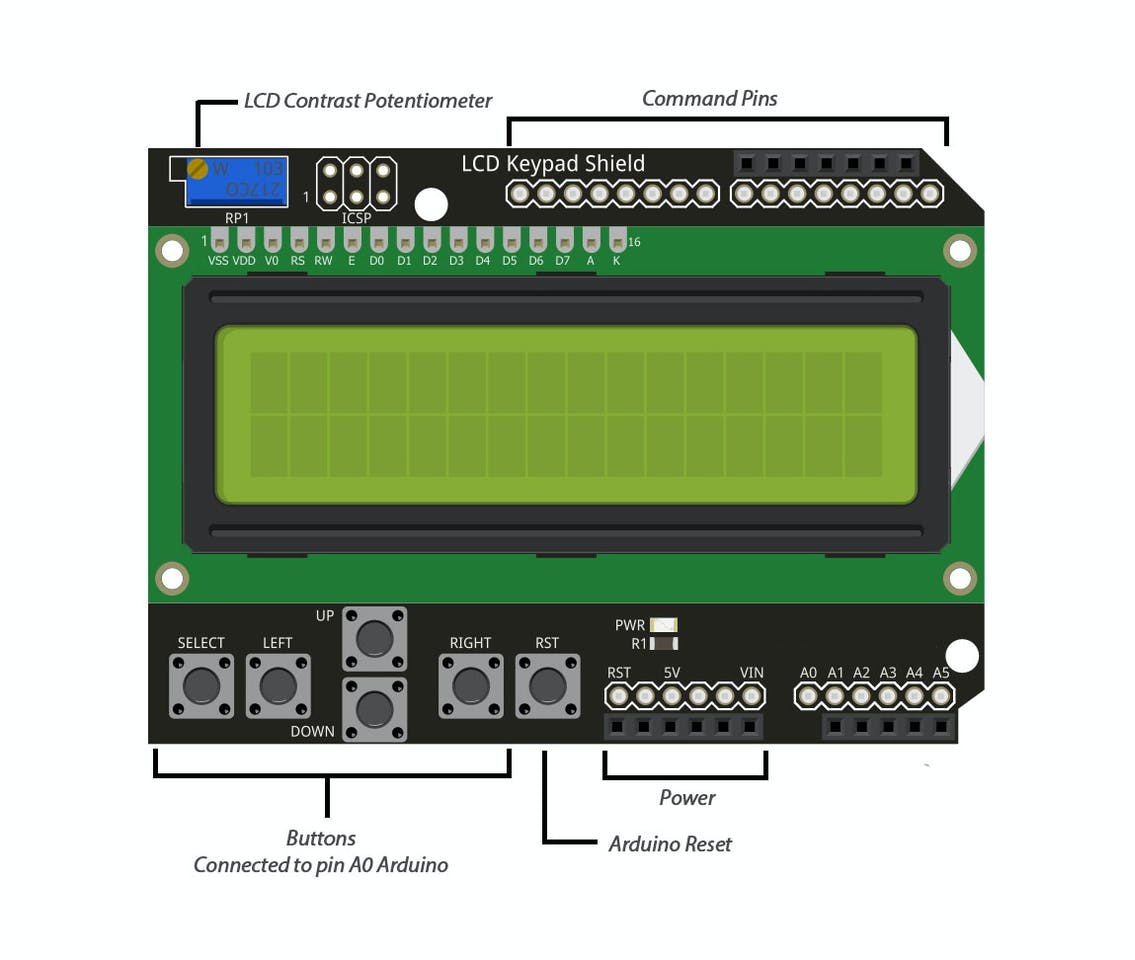 LCD Contrast Potentiometer
Command Pins
W 103
217CO
LCD Keypad Shield
1
RP1
ICSP
1
16
VSS VDD V0 RS RW E D0 D1 D2 D3 D4 D5 D6 D7 A K
UP
SELECT LEFT
RIGHT RST
DOWN
PWR
R1
RST 5V VIN
A0 A1 A2 A3 A4 A5
Power
Buttons
Connected to pin A0 Arduino
Arduino Reset